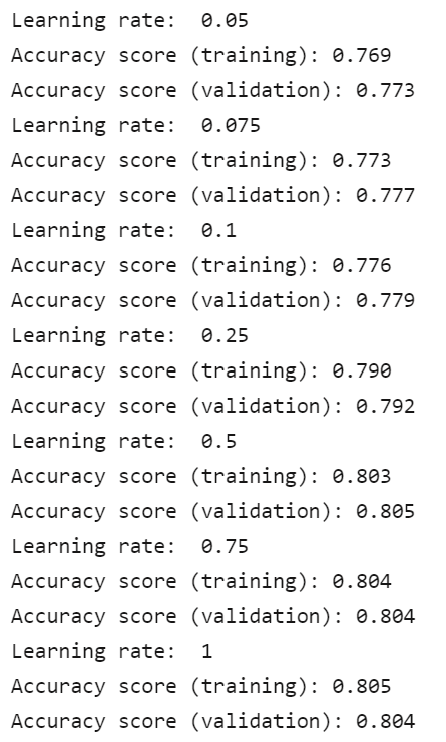 Learning rate:  0.05
Accuracy score (training): 0.769
Accuracy score (validation): 0.773
Learning rate:  0.075
Accuracy score (training): 0.773
Accuracy score (validation): 0.777
Learning rate:  0.1
Accuracy score (training): 0.776
Accuracy score (validation): 0.779
Learning rate:  0.25
Accuracy score (training): 0.790
Accuracy score (validation): 0.792
Learning rate:  0.5
Accuracy score (training): 0.803
Accuracy score (validation): 0.805
Learning rate:  0.75
Accuracy score (training): 0.804
Accuracy score (validation): 0.804
Learning rate:  1
Accuracy score (training): 0.805
Accuracy score (validation): 0.804